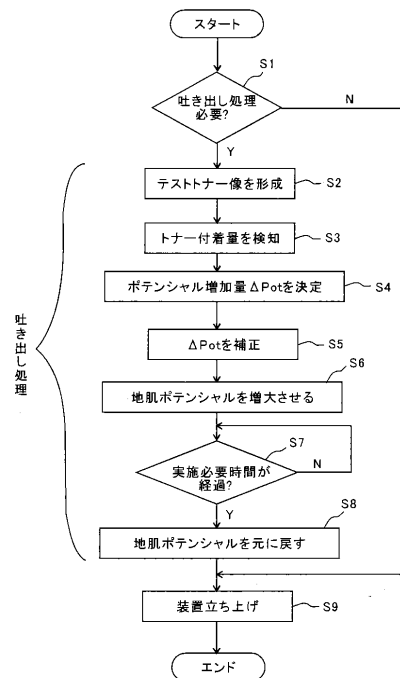 スタート
S1
吐き出し処理
必要?
N
Y
テストトナー像を形成
S2
トナー付着量を検知
S3
ポテンシャル増加量ΔPotを決定
S4
ΔPotを補正
S5
S6
地肌ポテンシャルを増大させる
S7
実施必要時間が
経過?
N
Y
S8
地肌ポテンシャルを元に戻す
吐き出し処理
装置立ち上げ
S9
エンド